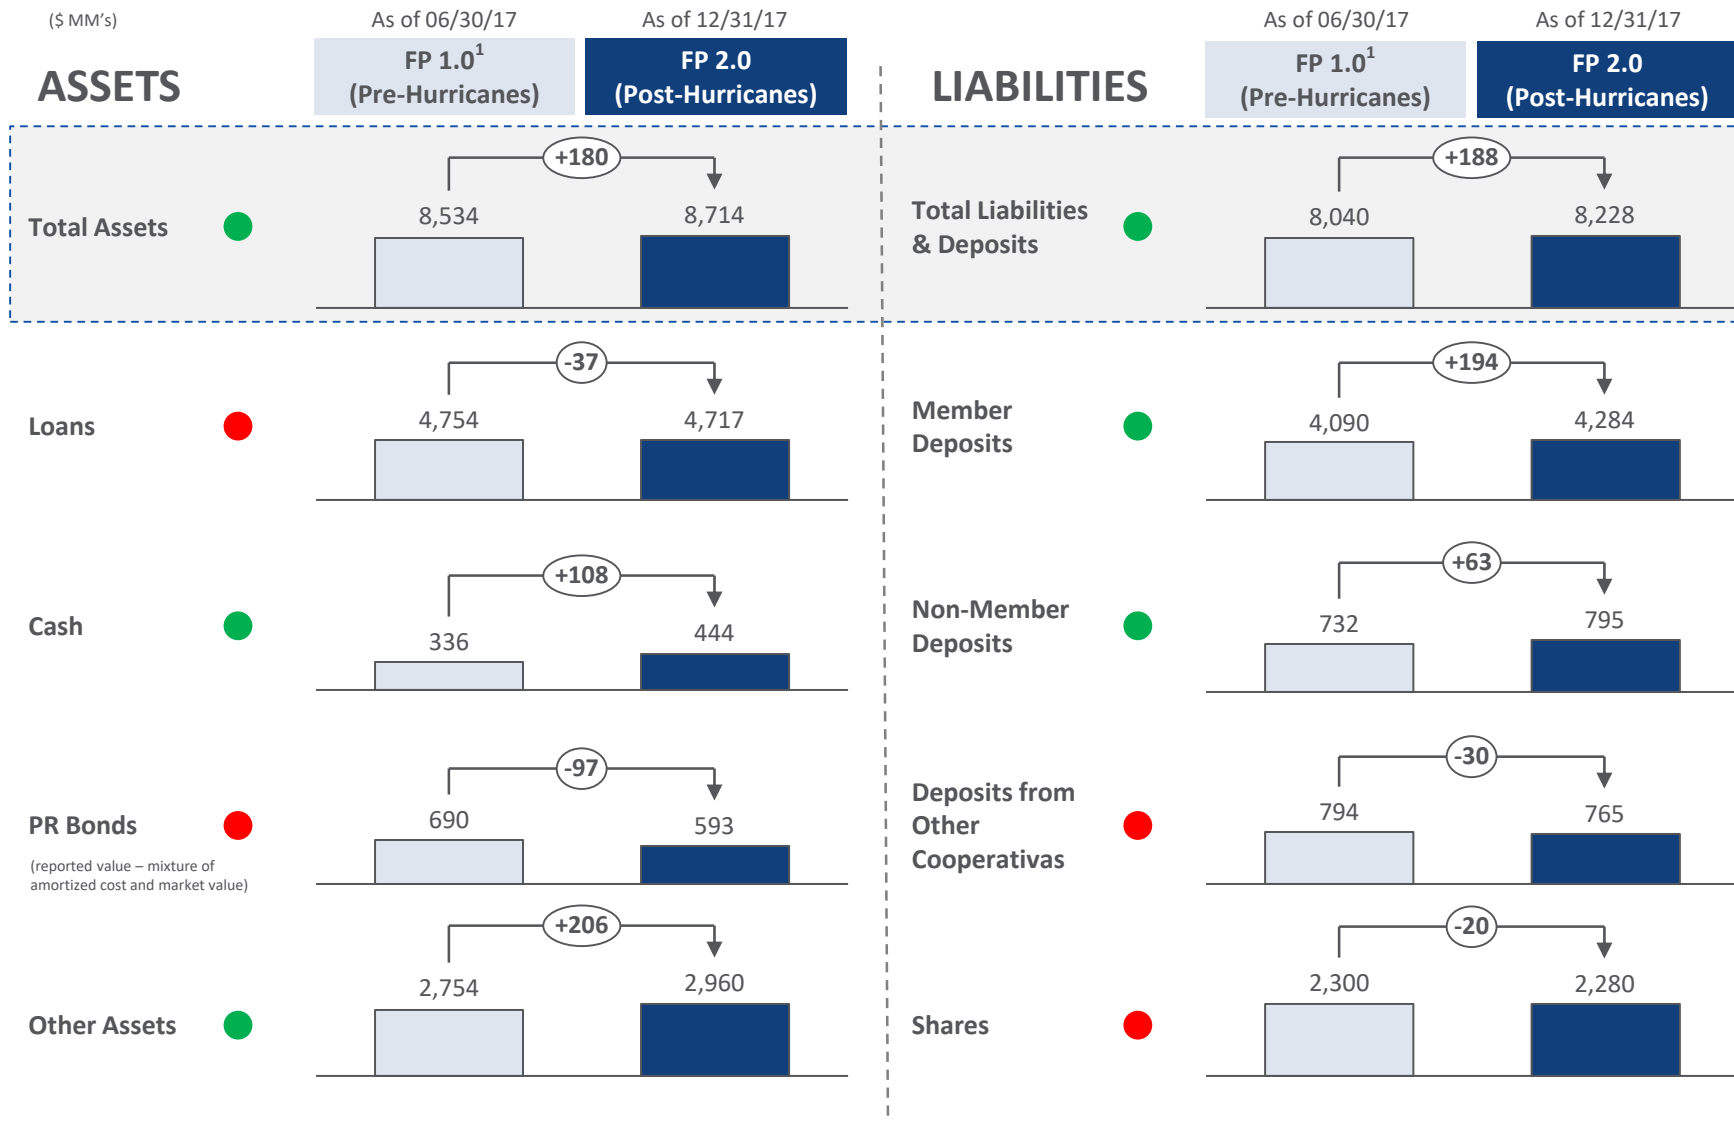 ($ MM's)
As of 06/30/17
As of 12/31/17
ASSETS
FP 1.0¹
(Pre-Hurricanes)
FP 2.0
(Post-Hurricanes)
Total Assets
+180
8,534
8,714
Loans
-37
4,754
4,717
Cash
+108
336
444
PR Bonds
(reported value – mixture of
amortized cost and market value)
-97
690
593
Other Assets
+206
2,754
2,960
As of 06/30/17
As of 12/31/17
LIABILITIES
FP 1.0¹
(Pre-Hurricanes)
FP 2.0
(Post-Hurricanes)
Total Liabilities
& Deposits
+188
8,040
8,228
Member
Deposits
+194
4,090
4,284
Non-Member
Deposits
+63
732
795
Deposits from
Other
Cooperativas
-30
794
765
Shares
-20
2,300
2,280